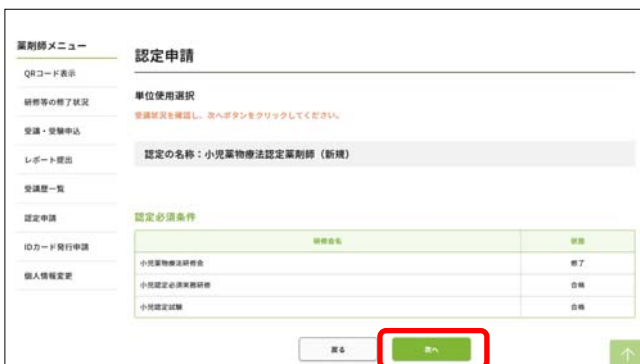 薬剤師メニュー
QRコード表示
研修等の修了状況
受講・受験申込
レポート提出
受講歴一覧
認定申請
IDカード発行申請
個人情報変更
認定申請
単位使用選択
受講状況を確認し、次へボタンをクリックしてください。
認定の名称：小児薬物療法認定薬剤師（新規）
認定必須条件
研修会名 状態
小児薬物療法研修会 修了
小児認定必須実務研修 合格
小児認定試験 合格
戻る 次へ